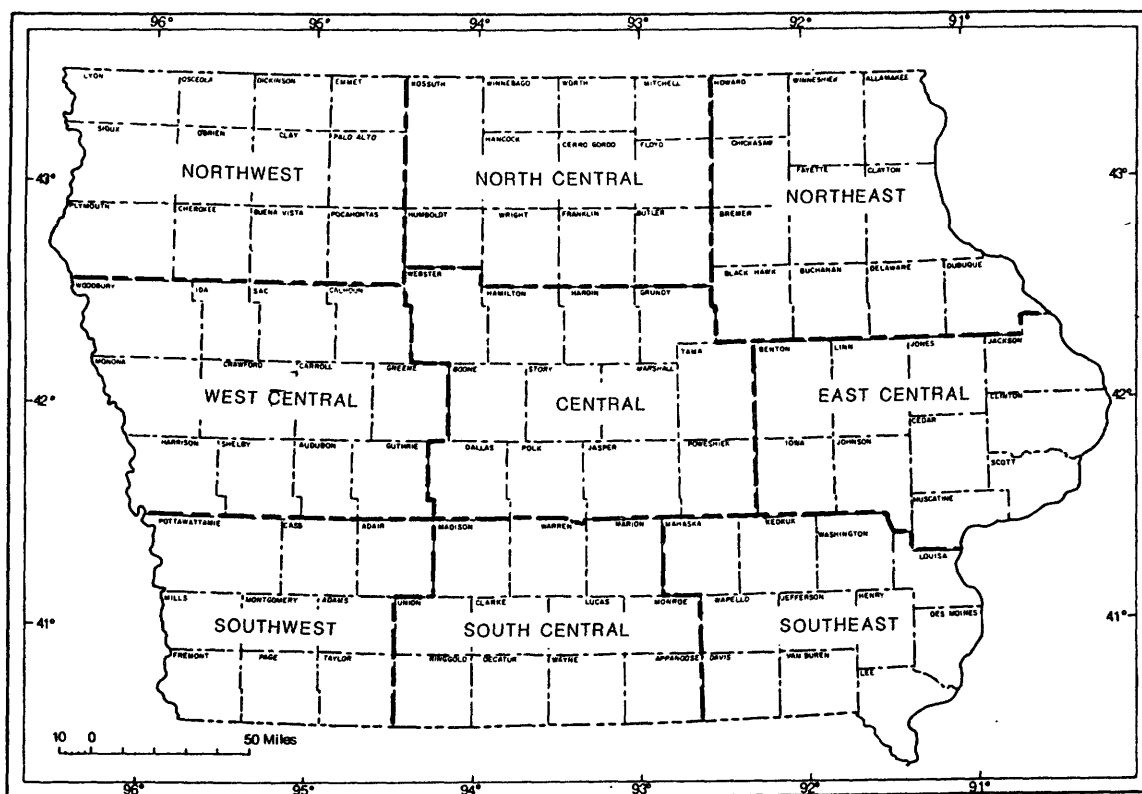 96° 95° 94° 93° 92° 91°
LYON OSCEOLA DICKINSON EMMET KOSSUTH WINNEBAGO WORTH MITCHELL HOWARD WINNESHIEK ALLAMAKEE
SIOUX O'BRIEN CLAY PALO ALTO HANCOCK CERRO GORDO FLOYD CHICKASAW
43° NORTHWEST NORTH CENTRAL FAYETTE CLAYTON 43°
NORTHEAST
PLYMOUTH CHEROKEE BUENA VISTA POCAHONTAS HUMBOLDT WRIGHT FRANKLIN BUTLER BREMER
WEBSTER BLACK HAWK BUCHANAN DELAWARE DUBUQUE
WOODBURY IDA SAC CALHOUN HAMILTON HARDIN GRUNDY
TAMA BENTON LINN JONES JACKSON
MONONA CRAWFORD CARROLL GREENE BOONE STORY MARSHALL
42° WEST CENTRAL CENTRAL EAST CENTRAL 42°
CLINTON
CEDAR
HARRISON SHELBY AUDUBON GUTHRIE DALLAS POLK JASPER POWESHIEK IOWA JOHNSON
SCOTT
MUSCATINE
POTTAWATTAMIE CASS ADAIR MADISON WARREN MARION MAHASKA KEOKUK WASHINGTON
LOUISA
MILLS MONTGOMERY ADAMS UNION CLARKE LUCAS MONROE WAPELLO JEFFERSON HENRY
DES MOINES
41° SOUTHWEST SOUTH CENTRAL SOUTHEAST 41°
FREMONT PAGE TAYLOR RINGGOLD DECATUR WAYNE APPANOOSE DAVIS VAN BUREN
LEE
10 0 50 Miles
96° 95° 94° 93° 92° 91°